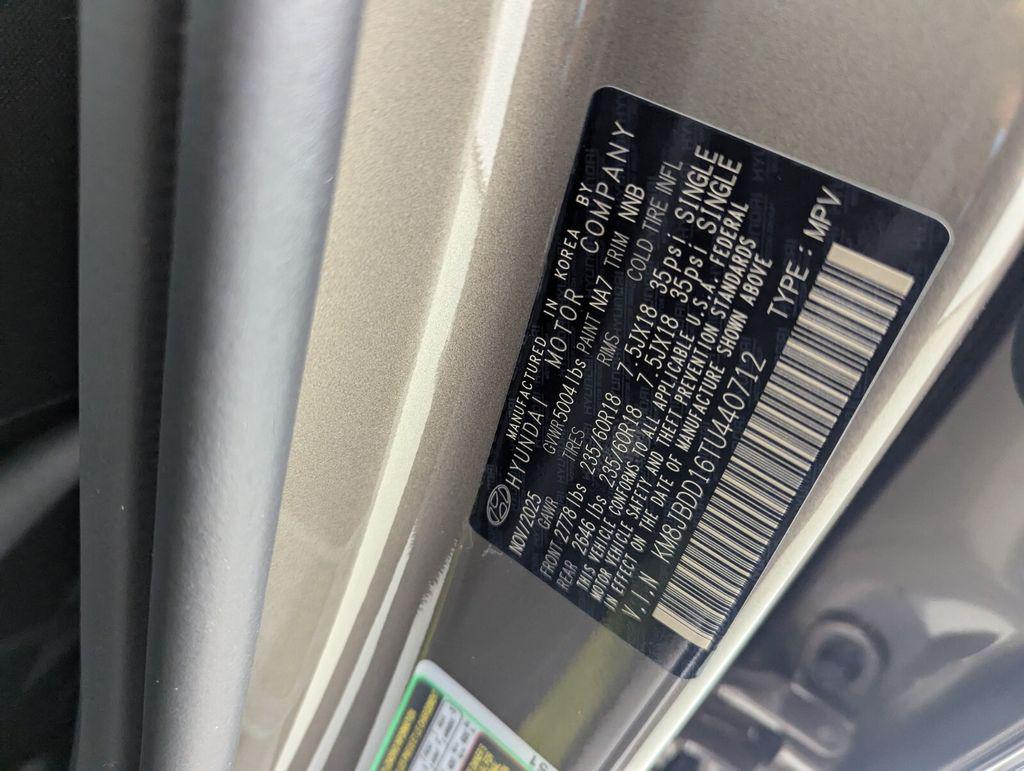 MANUFACTURED IN KOREA BY
HYUNDAI MOTOR COMPANY
NOV/2025 GVWR 5004 lbs PAINT NA7 TRIM NNB
GAWR TIRES RIMS COLD TIRE INFL
FRONT 2778 lbs 235/60R18 7.5JX18 35psi SINGLE
REAR 2646 lbs 235/60R18 7.5JX18 35psi SINGLE
THIS VEHICLE CONFORMS TO ALL APPLICABLE U.S.A. FEDERAL
MOTOR VEHICLE SAFETY AND THEFT PREVENTION STANDARDS
IN EFFECT ON THE DATE OF MANUFACTURE SHOWN ABOVE
V.I.N KM8JBDD16TU440712 TYPE : MPV
51